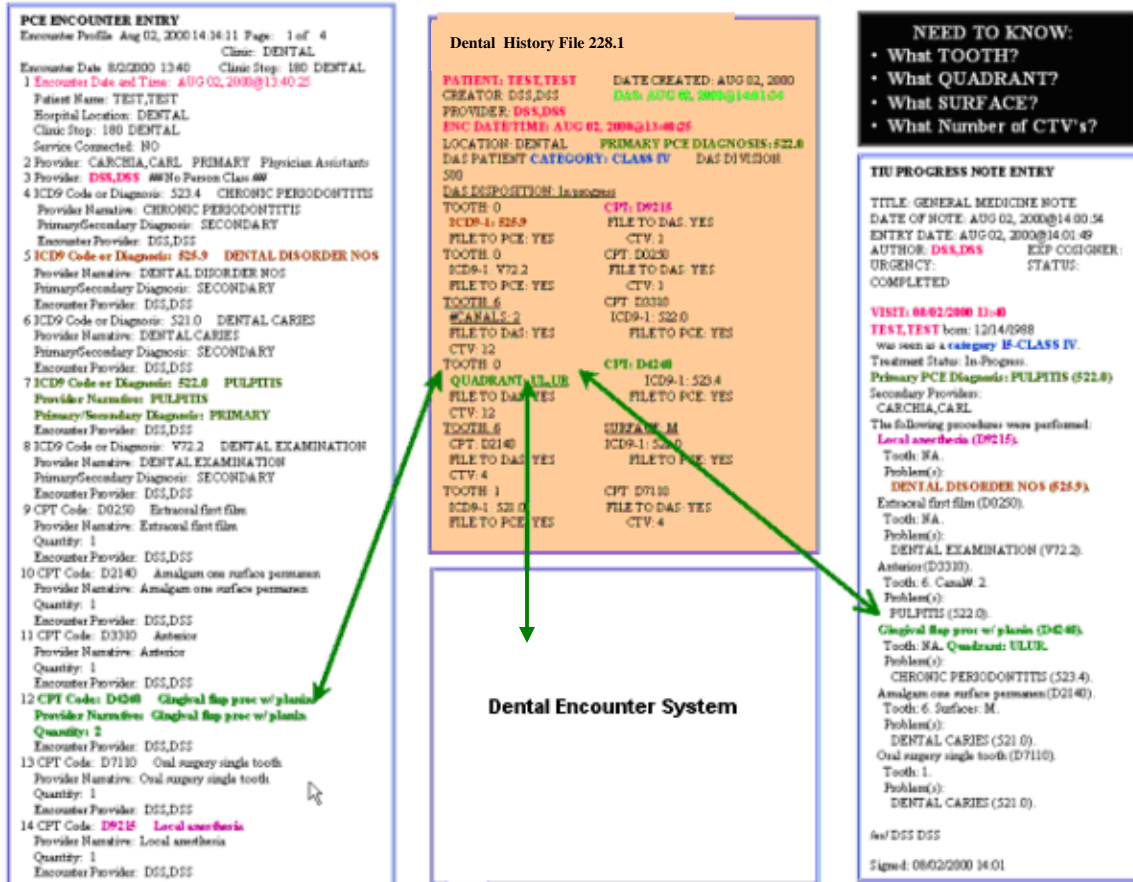 PCE ENCOUNTER ENTRY
Encounter Profile Aug 02, 2000 14:14:11 Page: 1 of 4
Clinic: DENTAL
Encounter Date 8/2/2000 13:40 Clinic Stop: 180 DENTAL
1 Encounter Date and Time: AUG 02, 2000@13:40:25
Patient Name: TEST,TEST
Hospital Location: DENTAL
Clinic Stop: 180 DENTAL
Service Connected: NO
2 Provider: CARCHIA,CARL PRIMARY Physician Assistants
3 Provider: DSS,DSS ##No Person Class ##
4 ICD9 Code or Diagnosis: 523.4 CHRONIC PERIODONTITIS
Provider Narrative: CHRONIC PERIODONTITIS
Primary/Secondary Diagnosis: SECONDARY
Encounter Provider: DSS,DSS
5 ICD9 Code or Diagnosis: 525.9 DENTAL DISORDER NOS
Provider Narrative: DENTAL DISORDER NOS
Primary/Secondary Diagnosis: SECONDARY
Encounter Provider: DSS,DSS
6 ICD9 Code or Diagnosis: 521.0 DENTAL CARIES
Provider Narrative: DENTAL CARIES
Primary/Secondary Diagnosis: SECONDARY
Encounter Provider: DSS,DSS
7 ICD9 Code or Diagnosis: 522.0 PULPITIS
Provider Narrative: PULPITIS
Primary/Secondary Diagnosis: PRIMARY
Encounter Provider: DSS,DSS
8 ICD9 Code or Diagnosis: V72.2 DENTAL EXAMINATION
Provider Narrative: DENTAL EXAMINATION
Primary/Secondary Diagnosis: SECONDARY
Encounter Provider: DSS,DSS
9 CPT Code: D0250 Extraoral first film
Provider Narrative: Extraoral first film
Quantity: 1
Encounter Provider: DSS,DSS
10 CPT Code: D2140 Amalgam one surface permanen
Provider Narrative: Amalgam one surface permanen
Quantity: 1
Encounter Provider: DSS,DSS
11 CPT Code: D3310 Anterior
Provider Narrative: Anterior
Quantity: 1
Encounter Provider: DSS,DSS
12 CPT Code: D4240 Gingival flap proc w/ planin
Provider Narrative: Gingival flap proc w/ planin
Quantity: 2
Encounter Provider: DSS,DSS
13 CPT Code: D7110 Oral surgery single tooth
Provider Narrative: Oral surgery single tooth
Quantity: 1
Encounter Provider: DSS,DSS
14 CPT Code: D9215 Local anesthesia
Provider Narrative: Local anesthesia
Quantity: 1
Encounter Provider: DSS,DSS
Dental History File 228.1
PATIENT: TEST,TEST DATE CREATED: AUG 02, 2000
CREATOR: DSS,DSS DAS: AUG 02, 2000@14:01:54
PROVIDER: DSS,DSS
ENC DATE/TIME: AUG 02, 2000@13:40:25
LOCATION: DENTAL PRIMARY PCE DIAGNOSIS: 522.0
DAS PATIENT CATEGORY: CLASS IV DAS DIVISION:
500
DAS DISPOSITION: In progress
TOOTH: 0 CPT: D9215
ICD9-1: 525.9 FILE TO DAS: YES
FILE TO PCE: YES CTV: 1
TOOTH: 0 CPT: D0250
ICD9-1: V72.2 FILE TO DAS: YES
FILE TO PCE: YES CTV: 1
TOOTH: 6 CPT: D3310
#CANALS: 2 ICD9-1: 522.0
FILE TO DAS: YES FILE TO PCE: YES
CTV: 12
TOOTH: 0 CPT: D4240
QUADRANT: UL,UR ICD9-1: 523.4
FILE TO DAS: YES FILE TO PCE: YES
CTV: 12
TOOTH: 6 SURFACE: M
CPT: D2140 ICD9-1: 521.0
FILE TO DAS: YES FILE TO PCE: YES
CTV: 4
TOOTH: 1 CPT: D7110
ICD9-1: 521.0 FILE TO DAS: YES
FILE TO PCE: YES CTV: 4
Dental Encounter System
NEED TO KNOW:
• What TOOTH?
• What QUADRANT?
• What SURFACE?
• What Number of CTV's?
TIU PROGRESS NOTE ENTRY
TITLE: GENERAL MEDICINE NOTE
DATE OF NOTE: AUG 02, 2000@14:00:54
ENTRY DATE: AUG 02, 2000@14:01:49
AUTHOR: DSS,DSS EXP COSIGNER:
URGENCY: STATUS:
COMPLETED
VISIT: 08/02/2000 13:40
TEST,TEST born: 12/14/1988
was seen as a category 15-CLASS IV.
Treatment Status: In-Progress.
Primary PCE Diagnosis: PULPITIS (522.0)
Secondary Providers:
CARCHIA,CARL
The following procedures were performed:
Local anesthesia (D9215).
Tooth: NA.
Problem(s):
DENTAL DISORDER NOS (525.9).
Extraoral first film (D0250).
Tooth: NA.
Problem(s):
DENTAL EXAMINATION (V72.2).
Anterior (D3310).
Tooth: 6. Canal#: 2.
Problem(s):
PULPITIS (522.0).
Gingival flap proc w/ planin (D4240).
Tooth: NA. Quadrant: ULUR.
Problem(s):
CHRONIC PERIODONTITIS (523.4).
Amalgam one surface permanen (D2140).
Tooth: 6. Surfaces: M.
Problem(s):
DENTAL CARIES (521.0).
Oral surgery single tooth (D7110).
Tooth: 1.
Problem(s):
DENTAL CARIES (521.0).
/es/ DSS DSS
Signed: 08/02/2000 14:01